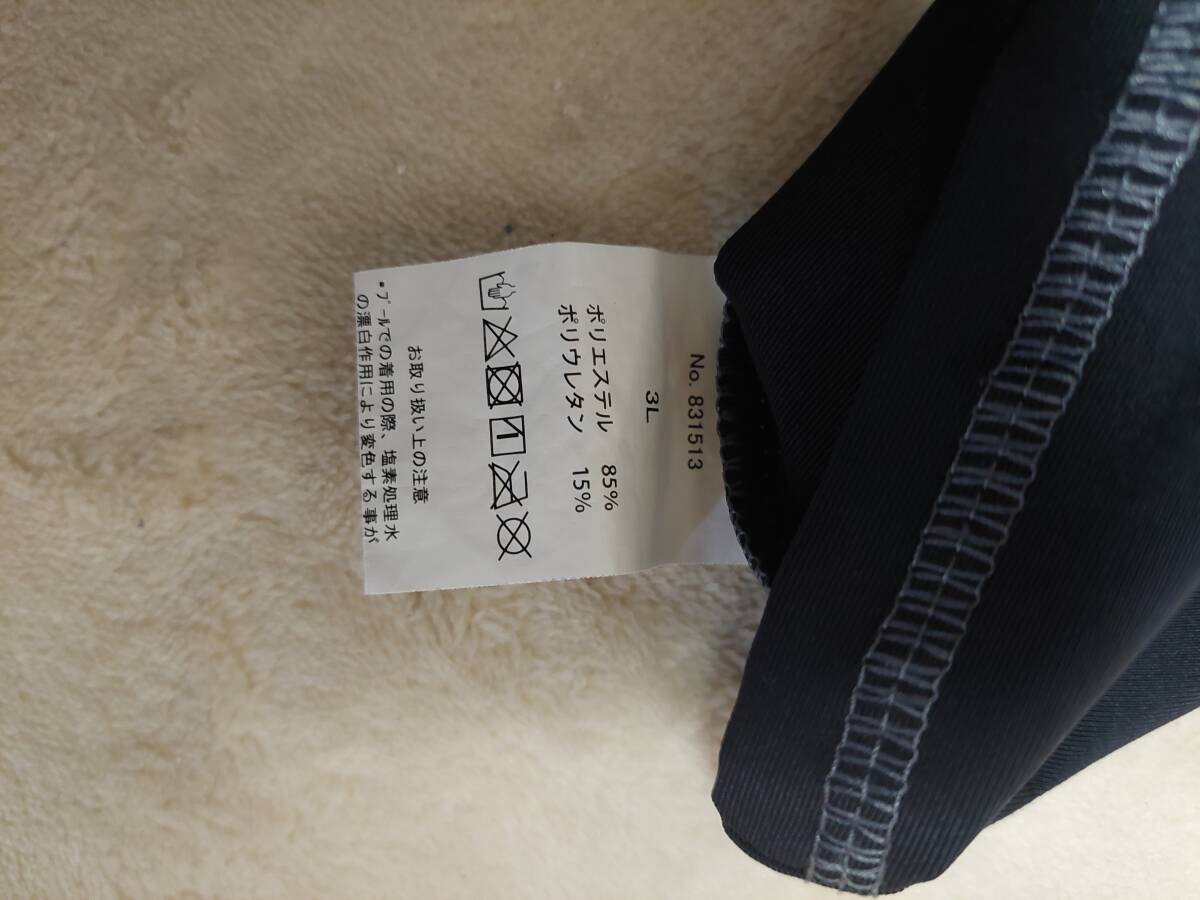 No. 831513
3L
ポリエステル 85%
ポリウレタン 15%
お取り扱い上の注意
*プールでの着用の際、塩素処理水
の漂白作用により変色する事が